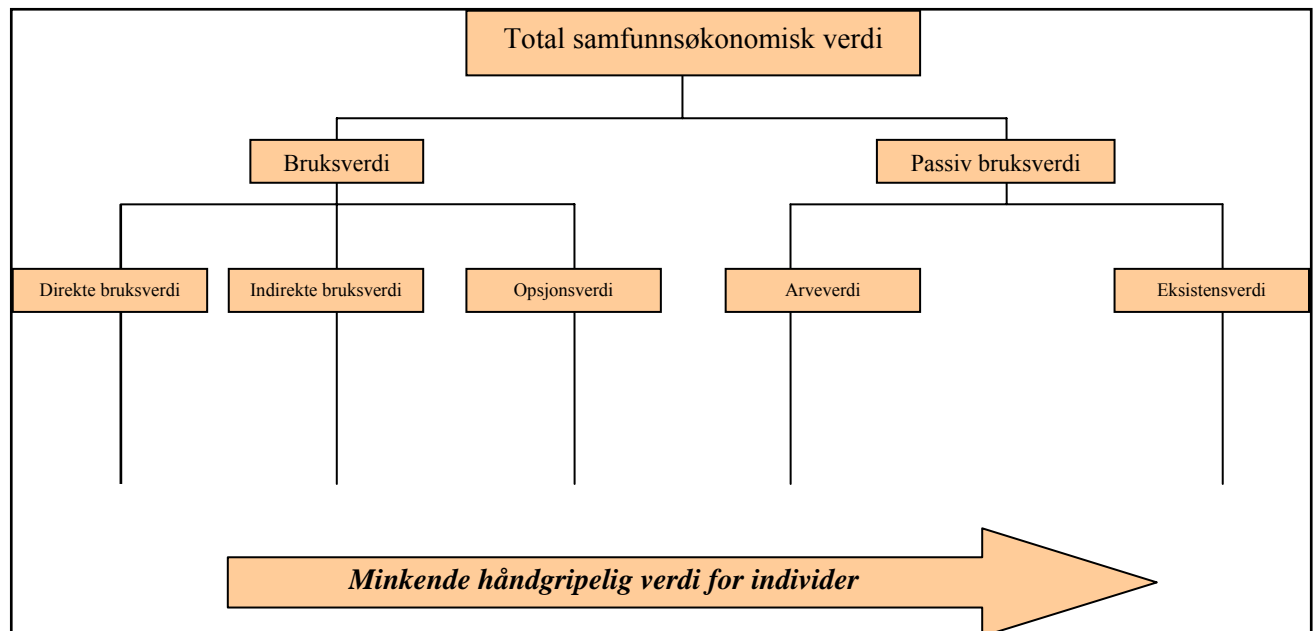 Total samfunnsøkonomisk verdi
Bruksverdi
Passiv bruksverdi
Direkte bruksverdi
Indirekte bruksverdi
Opsjonsverdi
Arveverdi
Eksistensverdi
Minkende håndgripelig verdi for individer